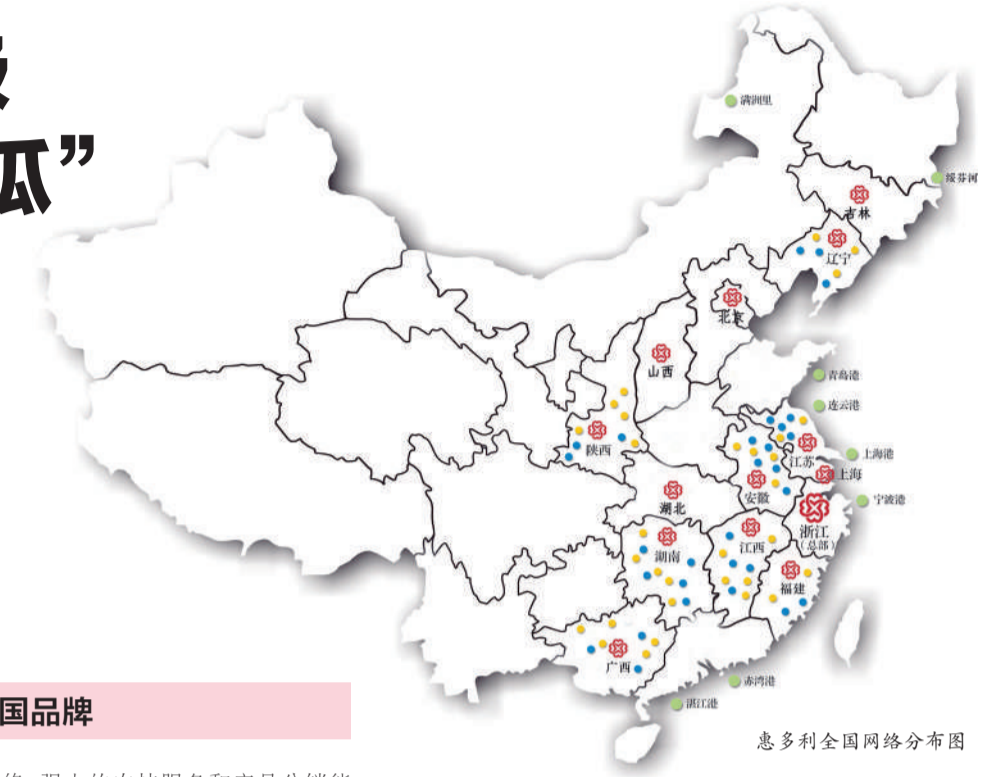 瓜”
满洲里
绥芬河
吉林
辽宁
北京
山西
青岛港
连云港
陕西
江苏
上海港
上海
安徽
宁波港
湖北
浙江
(总部)
湖南
江西
福建
广西
赤湾港
湛江港
国品牌
惠多利全国网络分布图